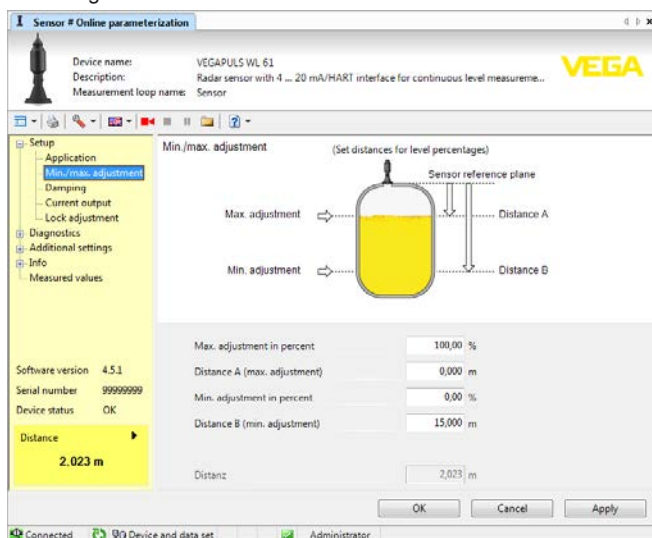 Sensor # Online parameterization
Device name: VEGAPULS WL 61
Description: Radar sensor with 4 ... 20 mA/HART interface for continuous level measureme...
Measurement loop name: Sensor
VEGA
Setup
Application
Min./max. adjustment
Damping
Current output
Lock adjustment
Diagnostics
Additional settings
Info
Measured values
Software version 4.5.1
Serial number 99999999
Device status OK
Distance
2.023 m
Min./max. adjustment
(Set distances for level percentages)
Sensor reference plane
Max. adjustment
Distance A
Min. adjustment
Distance B
Max. adjustment in percent 100,00 %
Distance A (max. adjustment) 0,000 m
Min. adjustment in percent 0,00 %
Distance B (min. adjustment) 15,000 m
Distanz 2,023 m
OK Cancel Apply
Connected Device and data set Administrator